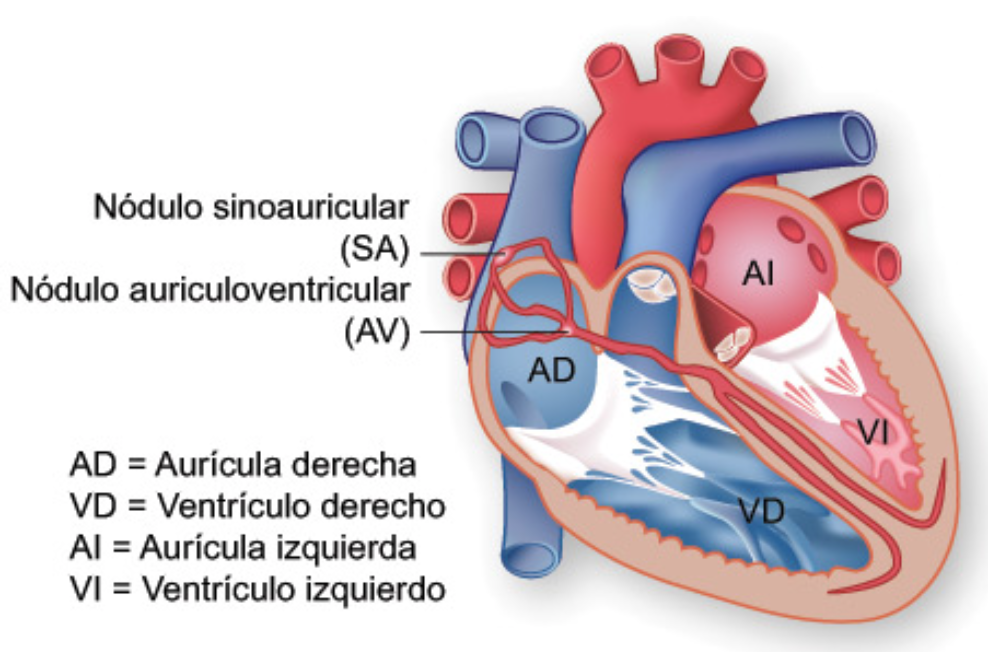 Nódulo sinoauricular
(SA)
Nódulo auriculoventricular
(AV)
AI
AD
VI
VD
AD = Aurícula derecha
VD = Ventrículo derecho
AI = Aurícula izquierda
VI = Ventrículo izquierdo